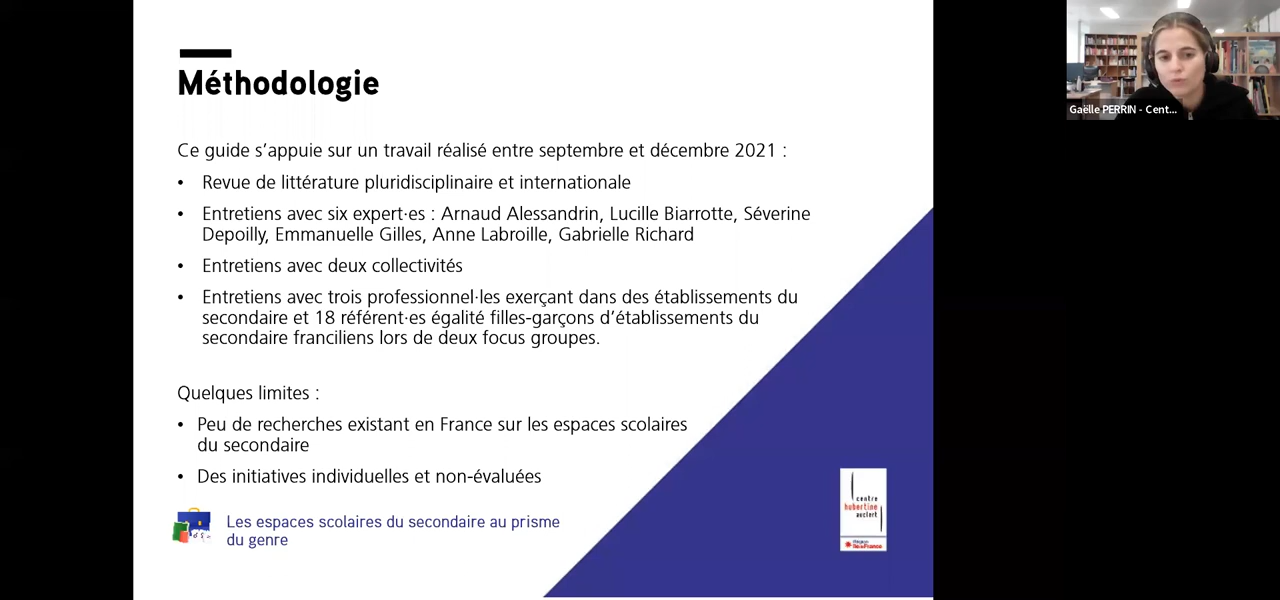 Méthodologie
Ce guide s’appuie sur un travail réalisé entre septembre et décembre 2021 :
• Revue de littérature pluridisciplinaire et internationale
• Entretiens avec six expert·es : Arnaud Alessandrin, Lucille Biarrotte, Séverine
Depoilly, Emmanuelle Gilles, Anne Labroille, Gabrielle Richard
• Entretiens avec deux collectivités
• Entretiens avec trois professionnel·les exerçant dans des établissements du
secondaire et 18 référent·es égalité filles-garçons d’établissements du
secondaire franciliens lors de deux focus groupes.
Quelques limites :
• Peu de recherches existant en France sur les espaces scolaires
du secondaire
• Des initiatives individuelles et non-évaluées
Les espaces scolaires du secondaire au prisme
du genre
centre
hubertine
auclert
îledeFrance
Gaëlle PERRIN - Cent...